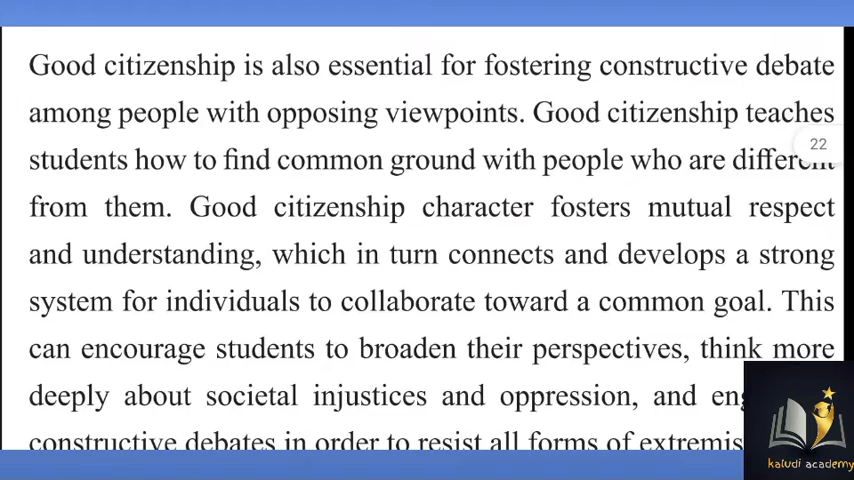 Good citizenship is also essential for fostering constructive debate
among people with opposing viewpoints. Good citizenship teaches
22
students how to find common ground with people who are different
from them. Good citizenship character fosters mutual respect
and understanding, which in turn connects and develops a strong
system for individuals to collaborate toward a common goal. This
can encourage students to broaden their perspectives, think more
deeply about societal injustices and oppression, and
constructive debates in order to resist all forms of
kaludi academy